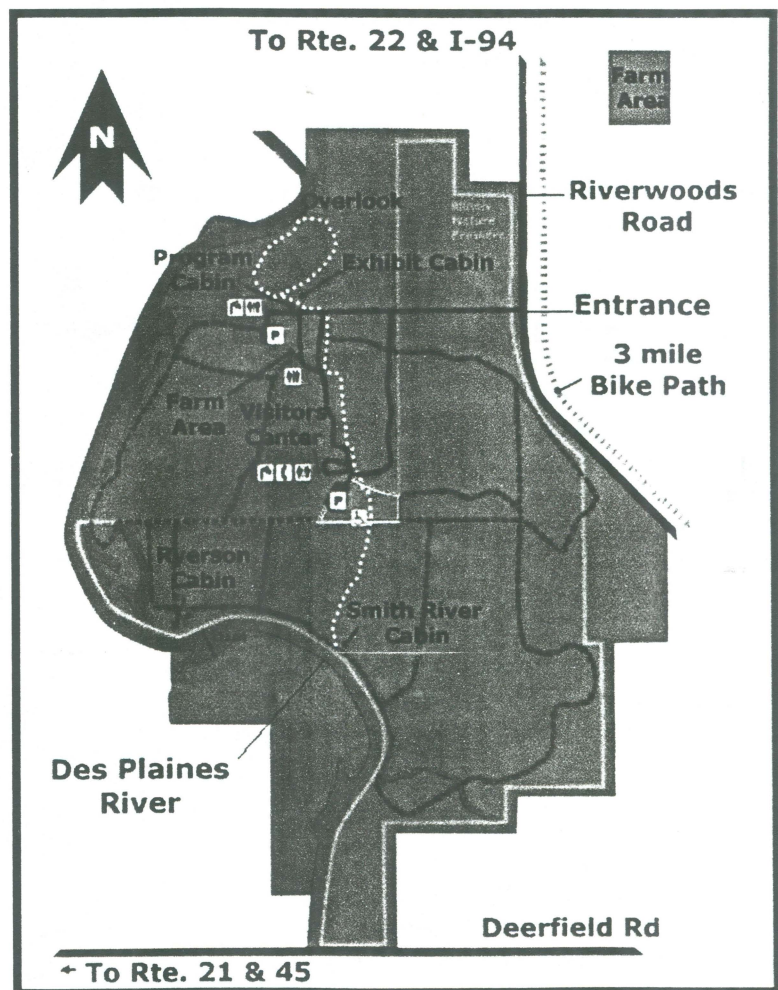 To Rte. 22 & I-94
Farm
Area
N
Riverwoods
Road
Overlook
Program
Cabin
Exhibit Cabin
Entrance
P
3 mile
Bike Path
Farm
Area
Visitors
Center
P
Ryerson
Cabin
Smith River
Cabin
Des Plaines
River
Deerfield Rd
← To Rte. 21 & 45